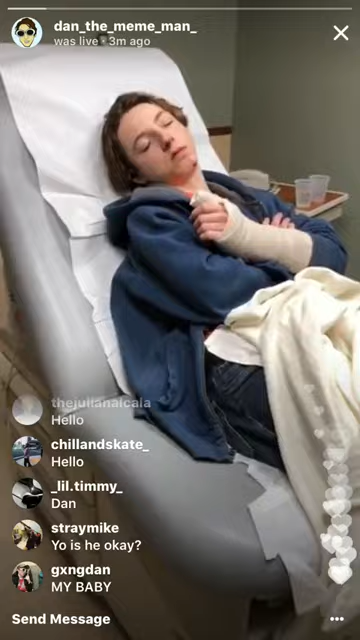 dan_the_meme_man_
was live • 3m ago
thejulianalcala
Hello
chillandskate_
Hello
_lil.timmy_
Dan
straymike
Yo is he okay?
gxngdan
MY BABY
Send Message